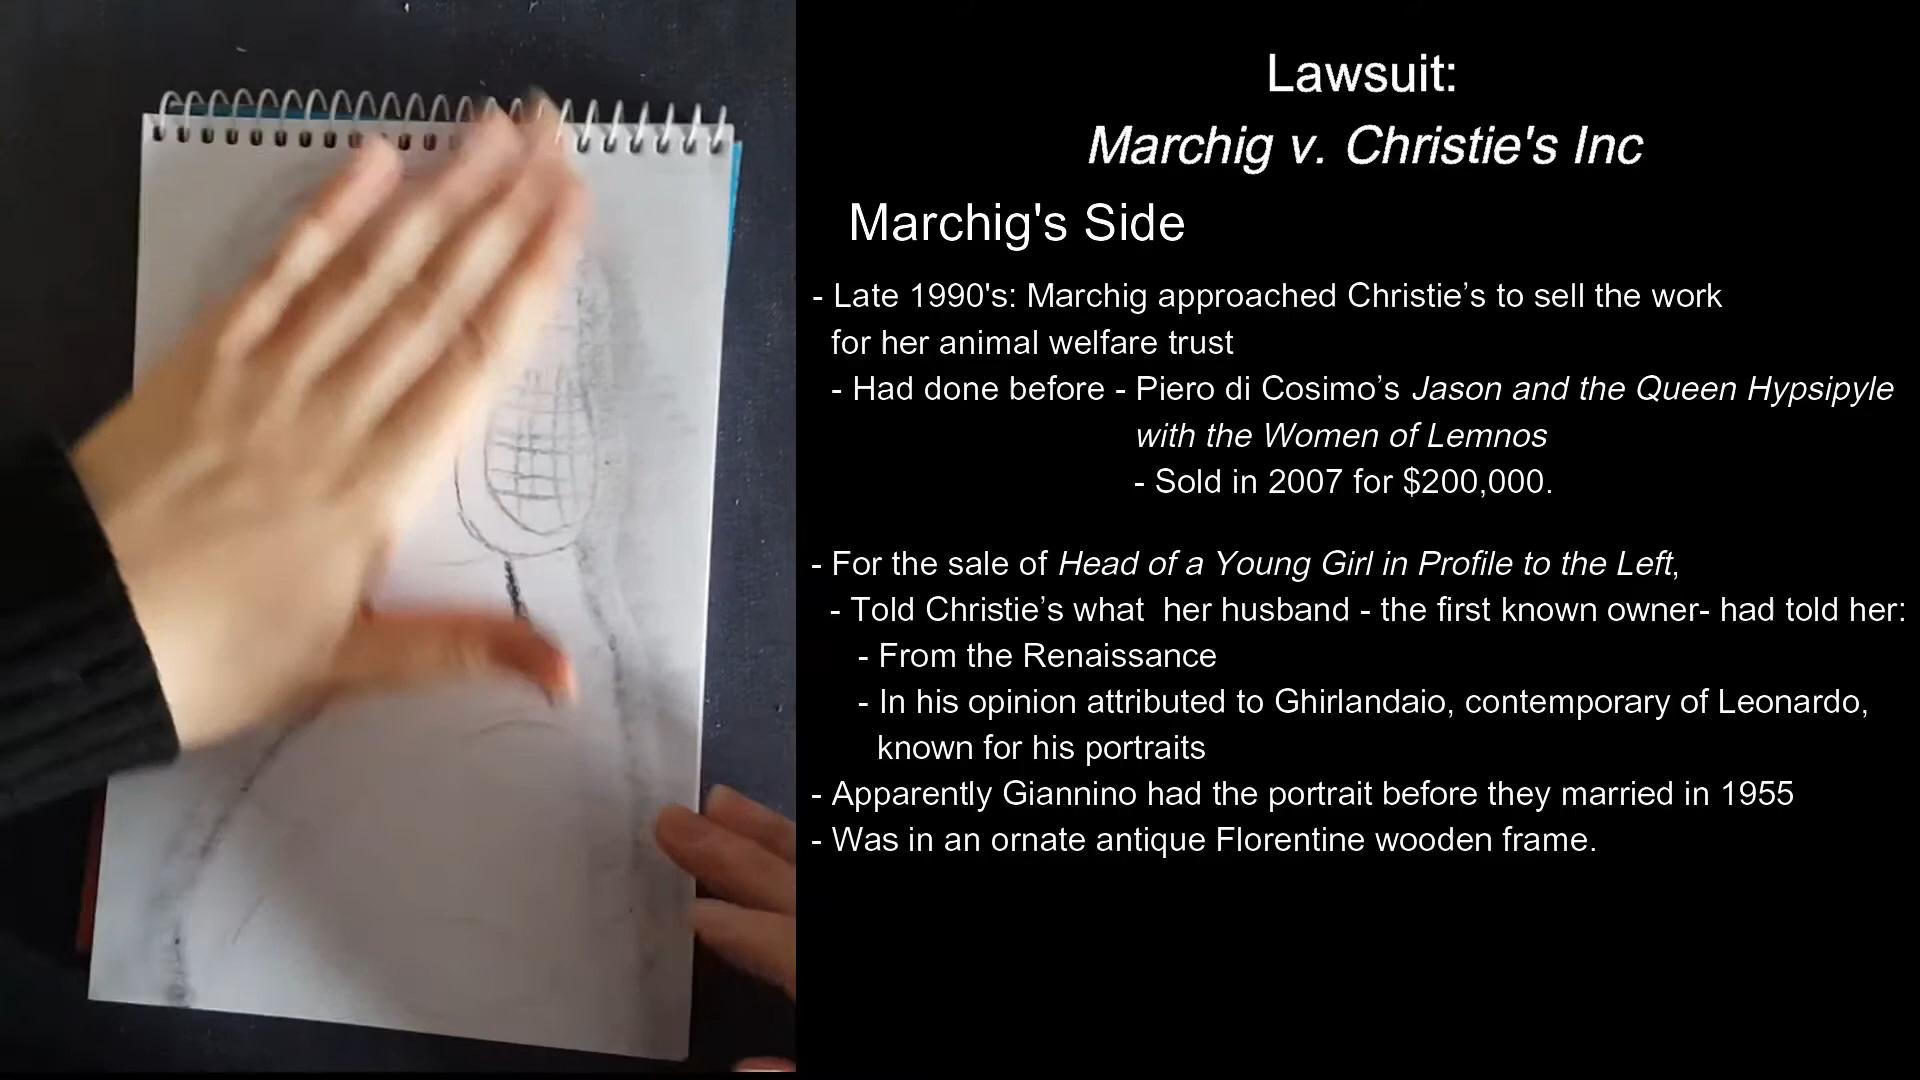 Lawsuit:
Marchig v. Christie's Inc
Marchig's Side
- Late 1990's: Marchig approached Christie’s to sell the work
for her animal welfare trust
- Had done before - Piero di Cosimo’s Jason and the Queen Hypsipyle
with the Women of Lemnos
- Sold in 2007 for $200,000.
- For the sale of Head of a Young Girl in Profile to the Left,
- Told Christie’s what  her husband - the first known owner- had told her:
- From the Renaissance
- In his opinion attributed to Ghirlandaio, contemporary of Leonardo,
known for his portraits
- Apparently Giannino had the portrait before they married in 1955
- Was in an ornate antique Florentine wooden frame.